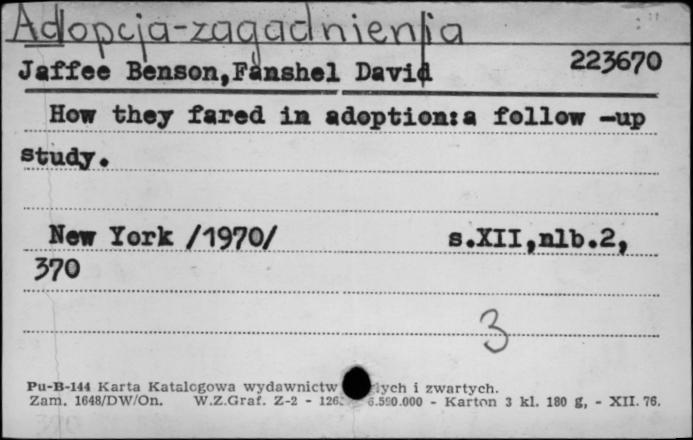 Adopcja-zagadnienia
Jaffee Benson,Fanshel David 223670
How they fared in adoption:a follow -up
study.
New York /1970/ s.XII,nlb.2,
370
3
Pu-B-144 Karta Katalogowa wydawnictw i zwartych.
Zam. 1648/DW/On. W.Z.Graf. Z-2 - 126. 6.590.000 - Karton 3 kl. 180 g, - XII. 76.